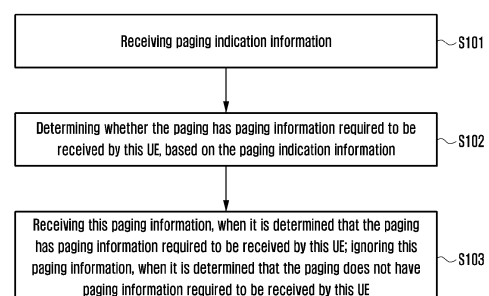 Receiving paging indication information
S101
Determining whether the paging has paging information required to be
received by this UE, based on the paging indication information
S102
Receiving this paging information, when it is determined that the paging
has paging information required to be received by this UE; ignoring this
paging information, when it is determined that the paging does not have
paging information required to be received by this UE
S103